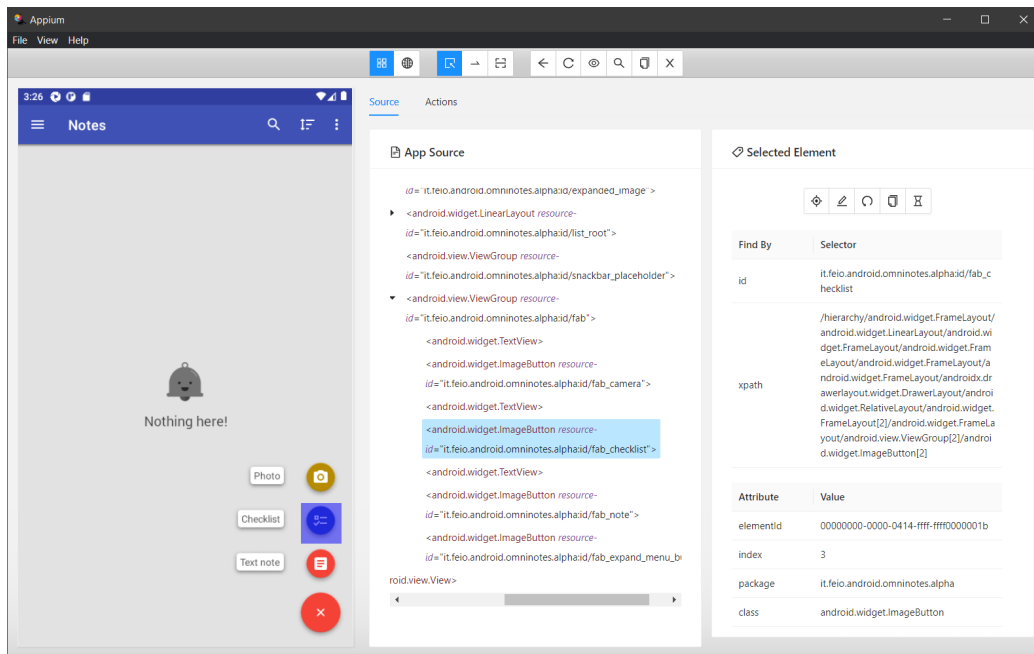 Appium
File View Help
3:26
Notes
Nothing here!
Photo
Checklist
Text note
Source Actions
App Source
id="it.feio.android.omninotes.alpha:id/expanded_image">
<android.widget.LinearLayout resource-
id="it.feio.android.omninotes.alpha:id/list_root">
<android.view.ViewGroup resource-
id="it.feio.android.omninotes.alpha:id/snackbar_placeholder">
<android.view.ViewGroup resource-
id="it.feio.android.omninotes.alpha:id/fab">
<android.widget.TextView>
<android.widget.ImageButton resource-
id="it.feio.android.omninotes.alpha:id/fab_camera">
<android.widget.TextView>
<android.widget.ImageButton resource-
id="it.feio.android.omninotes.alpha:id/fab_checklist">
<android.widget.TextView>
<android.widget.ImageButton resource-
id="it.feio.android.omninotes.alpha:id/fab_note">
<android.widget.ImageButton resource-
id="it.feio.android.omninotes.alpha:id/fab_expand_menu_bu
roid.view.View>
Selected Element
Find By Selector
id it.feio.android.omninotes.alpha:id/fab_c
hecklist
xpath
/hierarchy/android.widget.FrameLayout/
android.widget.LinearLayout/android.wi
dget.FrameLayout/android.widget.Fram
eLayout/android.widget.FrameLayout/a
ndroid.widget.FrameLayout/androidx.dr
awerlayout.widget.DrawerLayout/androi
d.widget.RelativeLayout/android.widget.
FrameLayout[2]/android.widget.FrameLa
yout/android.view.ViewGroup[2]/androi
d.widget.ImageButton[2]
Attribute Value
elementId 00000000-0000-0414-ffff-ffff0000001b
index 3
package it.feio.android.omninotes.alpha
class android.widget.ImageButton